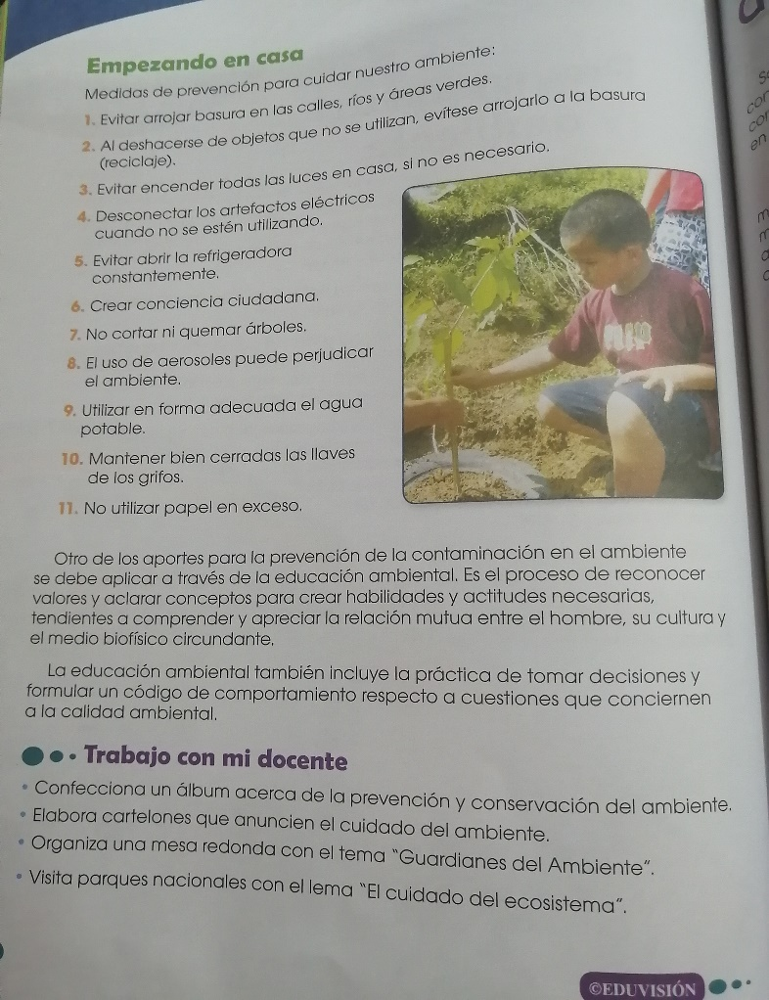 Empezando en casa
Medidas de prevención para cuidar nuestro ambiente:
1. Evitar arrojar basura en las calles, ríos y áreas verdes.
2. Al deshacerse de objetos que no se utilizan, evítese arrojarlo a la basura
(reciclaje).
3. Evitar encender todas las luces en casa, si no es necesario.
4. Desconectar los artefactos eléctricos
cuando no se estén utilizando.
5. Evitar abrir la refrigeradora
constantemente.
6. Crear conciencia ciudadana.
7. No cortar ni quemar árboles.
8. El uso de aerosoles puede perjudicar
el ambiente.
9. Utilizar en forma adecuada el agua
potable.
10. Mantener bien cerradas las llaves
de los grifos.
11. No utilizar papel en exceso.
Otro de los aportes para la prevención de la contaminación en el ambiente
se debe aplicar a través de la educación ambiental. Es el proceso de reconocer
valores y aclarar conceptos para crear habilidades y actitudes necesarias,
tendientes a comprender y apreciar la relación mutua entre el hombre, su cultura y
el medio biofísico circundante.
La educación ambiental también incluye la práctica de tomar decisiones y
formular un código de comportamiento respecto a cuestiones que conciernen
a la calidad ambiental.
Trabajo con mi docente
• Confecciona un álbum acerca de la prevención y conservación del ambiente.
• Elabora cartelones que anuncien el cuidado del ambiente.
• Organiza una mesa redonda con el tema "Guardianes del Ambiente".
• Visita parques nacionales con el lema "El cuidado del ecosistema".
©EDUVISIÓN